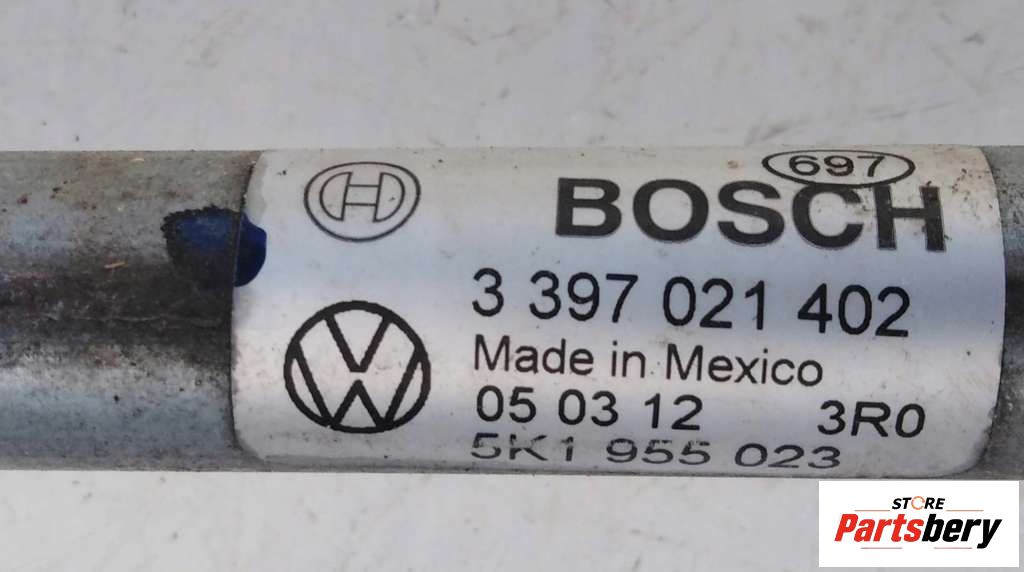 697
BOSCH
3 397 021 402
Made in Mexico
05 03 12 3R0
5K1 955 023
STORE
Partsbery